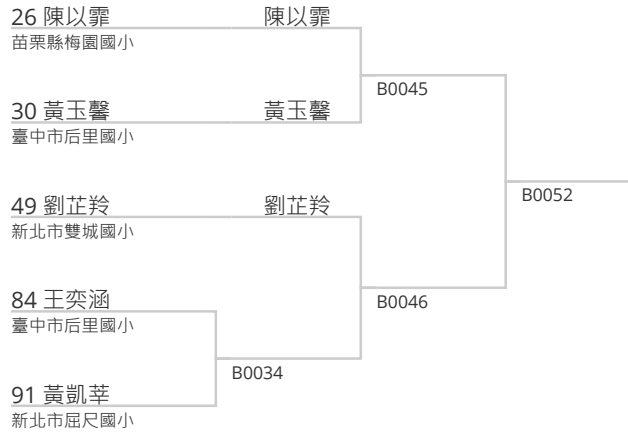 26 陳以霏 陳以霏
苗栗縣梅園國小
B0045
30 黃玉馨 黃玉馨
臺中市后里國小
B0052
49 劉芷羚 劉芷羚
新北市雙城國小
84 王奕涵
臺中市后里國小
B0046
B0034
91 黃凱莘
新北市屈尺國小